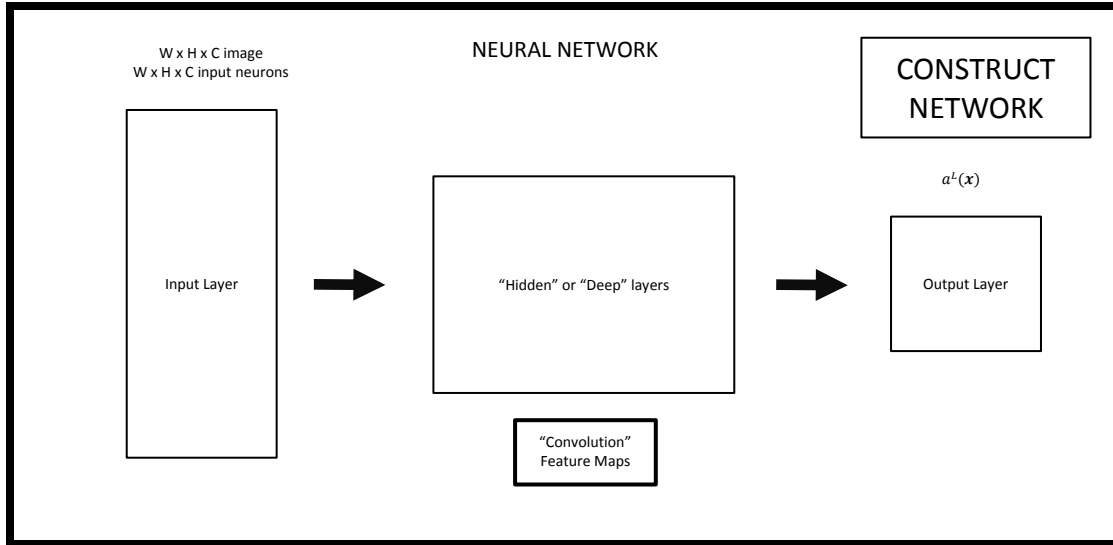 W x H x C image
W x H x C input neurons
NEURAL NETWORK
CONSTRUCT
NETWORK
a^L(x)
Input Layer
“Hidden” or “Deep” layers
Output Layer
“Convolution”
Feature Maps